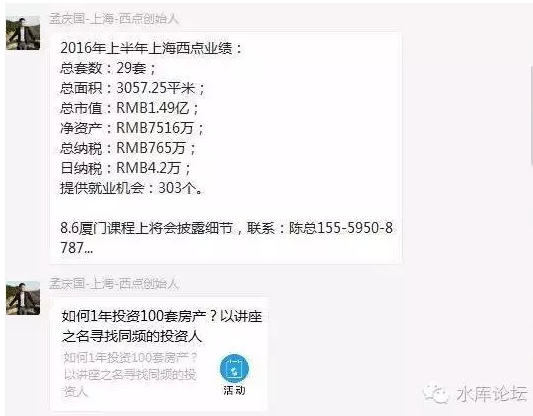 孟庆国-上海-西点创始人
2016年上半年上海西点业绩：
总套数：29套；
总面积：3057.25平米；
总市值：RMB1.49亿；
净资产：RMB7516万；
总纳税：RMB765万；
日纳税：RMB4.2万；
提供就业机会：303个。
8.6厦门课程上将会披露细节，联系：陈总155-5950-8
787...
孟庆国-上海-西点创始人
如何1年投资100套房产？以讲座
之名寻找同频的投资人
如何1年投资100套房产？
以讲座之名寻找同频的投
资人
活动
水库论坛